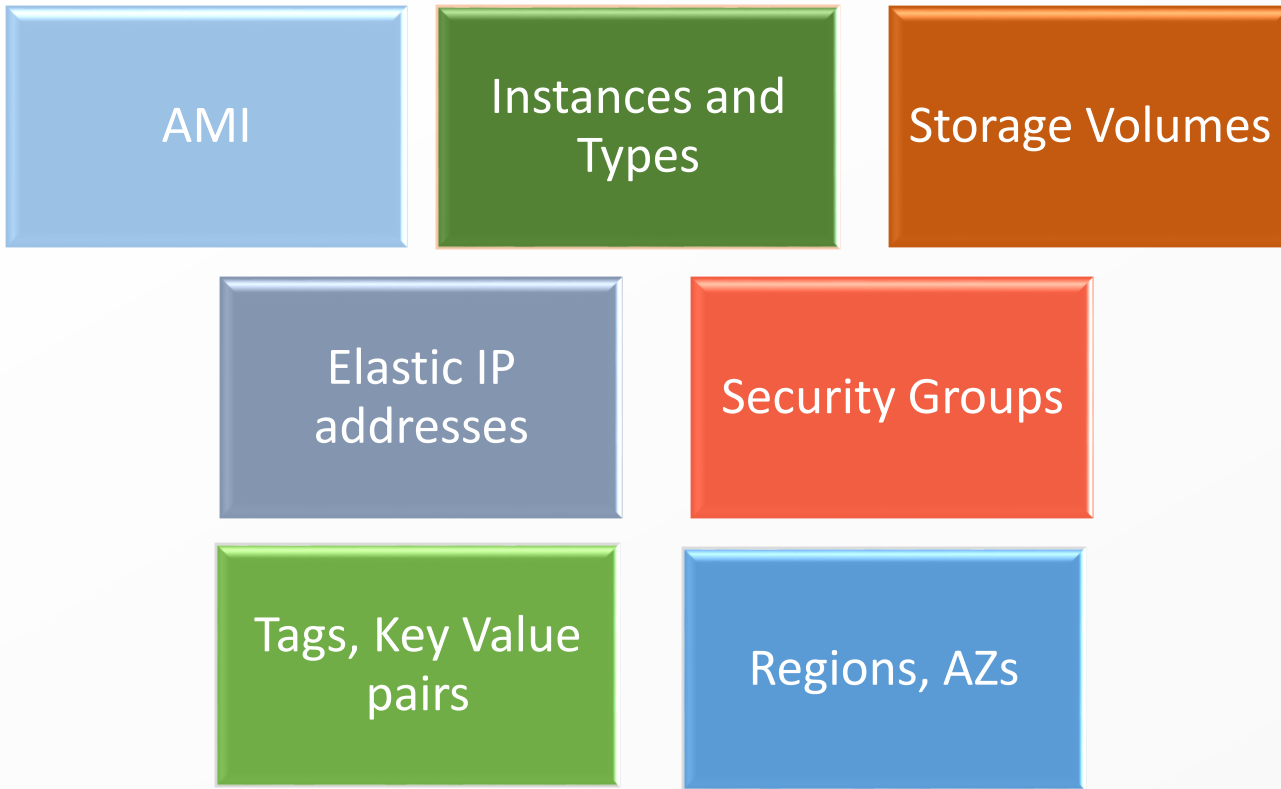 AMI
Instances and
Types
Storage Volumes
Elastic IP
addresses
Security Groups
Tags, Key Value
pairs
Regions, AZs